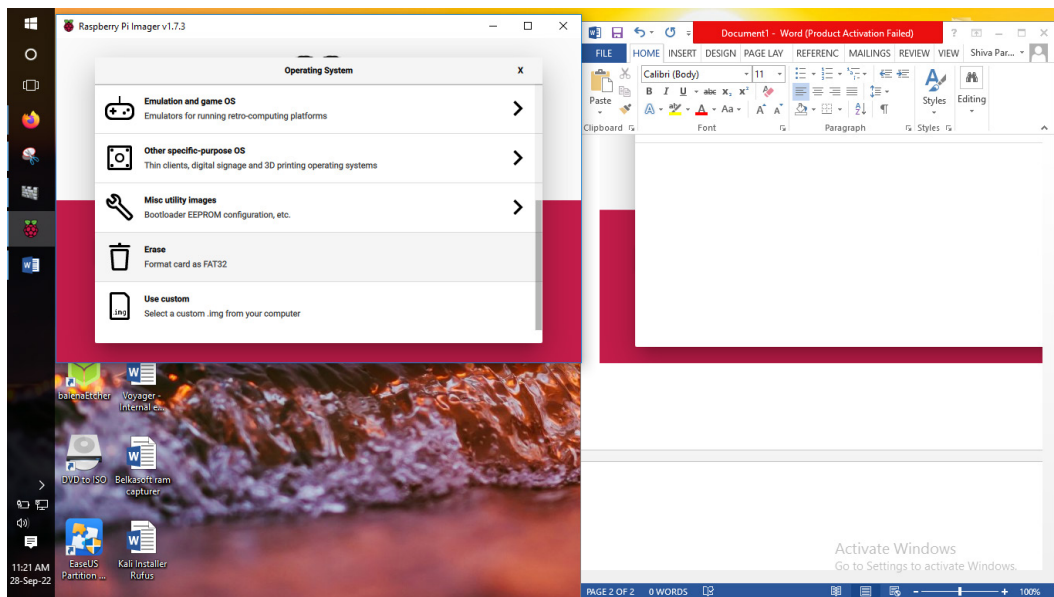 Raspberry Pi Imager v1.7.3
Operating System
X
Emulation and game OS
Emulators for running retro-computing platforms
Other specific-purpose OS
Thin clients, digital signage and 3D printing operating systems
Misc utility images
Bootloader EEPROM configuration, etc.
Erase
Format card as FAT32
.img
Use custom
Select a custom .img from your computer
balenaEtcher
Voyager -
Internal e...
DVD to ISO
Belkasoft ram
capturer
EaseUS
Partition ...
Kali Installer
Rufus
11:21 AM
28-Sep-22
Document1 - Word (Product Activation Failed)
FILE HOME INSERT DESIGN PAGE LAY REFERENC MAILINGS REVIEW VIEW Shiva Par...
Calibri (Body) 11
Paste
B I U abc X₂ X²
A aby A Aa A A
Styles Editing
Clipboard Font Paragraph Styles
Activate Windows
Go to Settings to activate Windows.
PAGE 2 OF 2 0 WORDS 100%